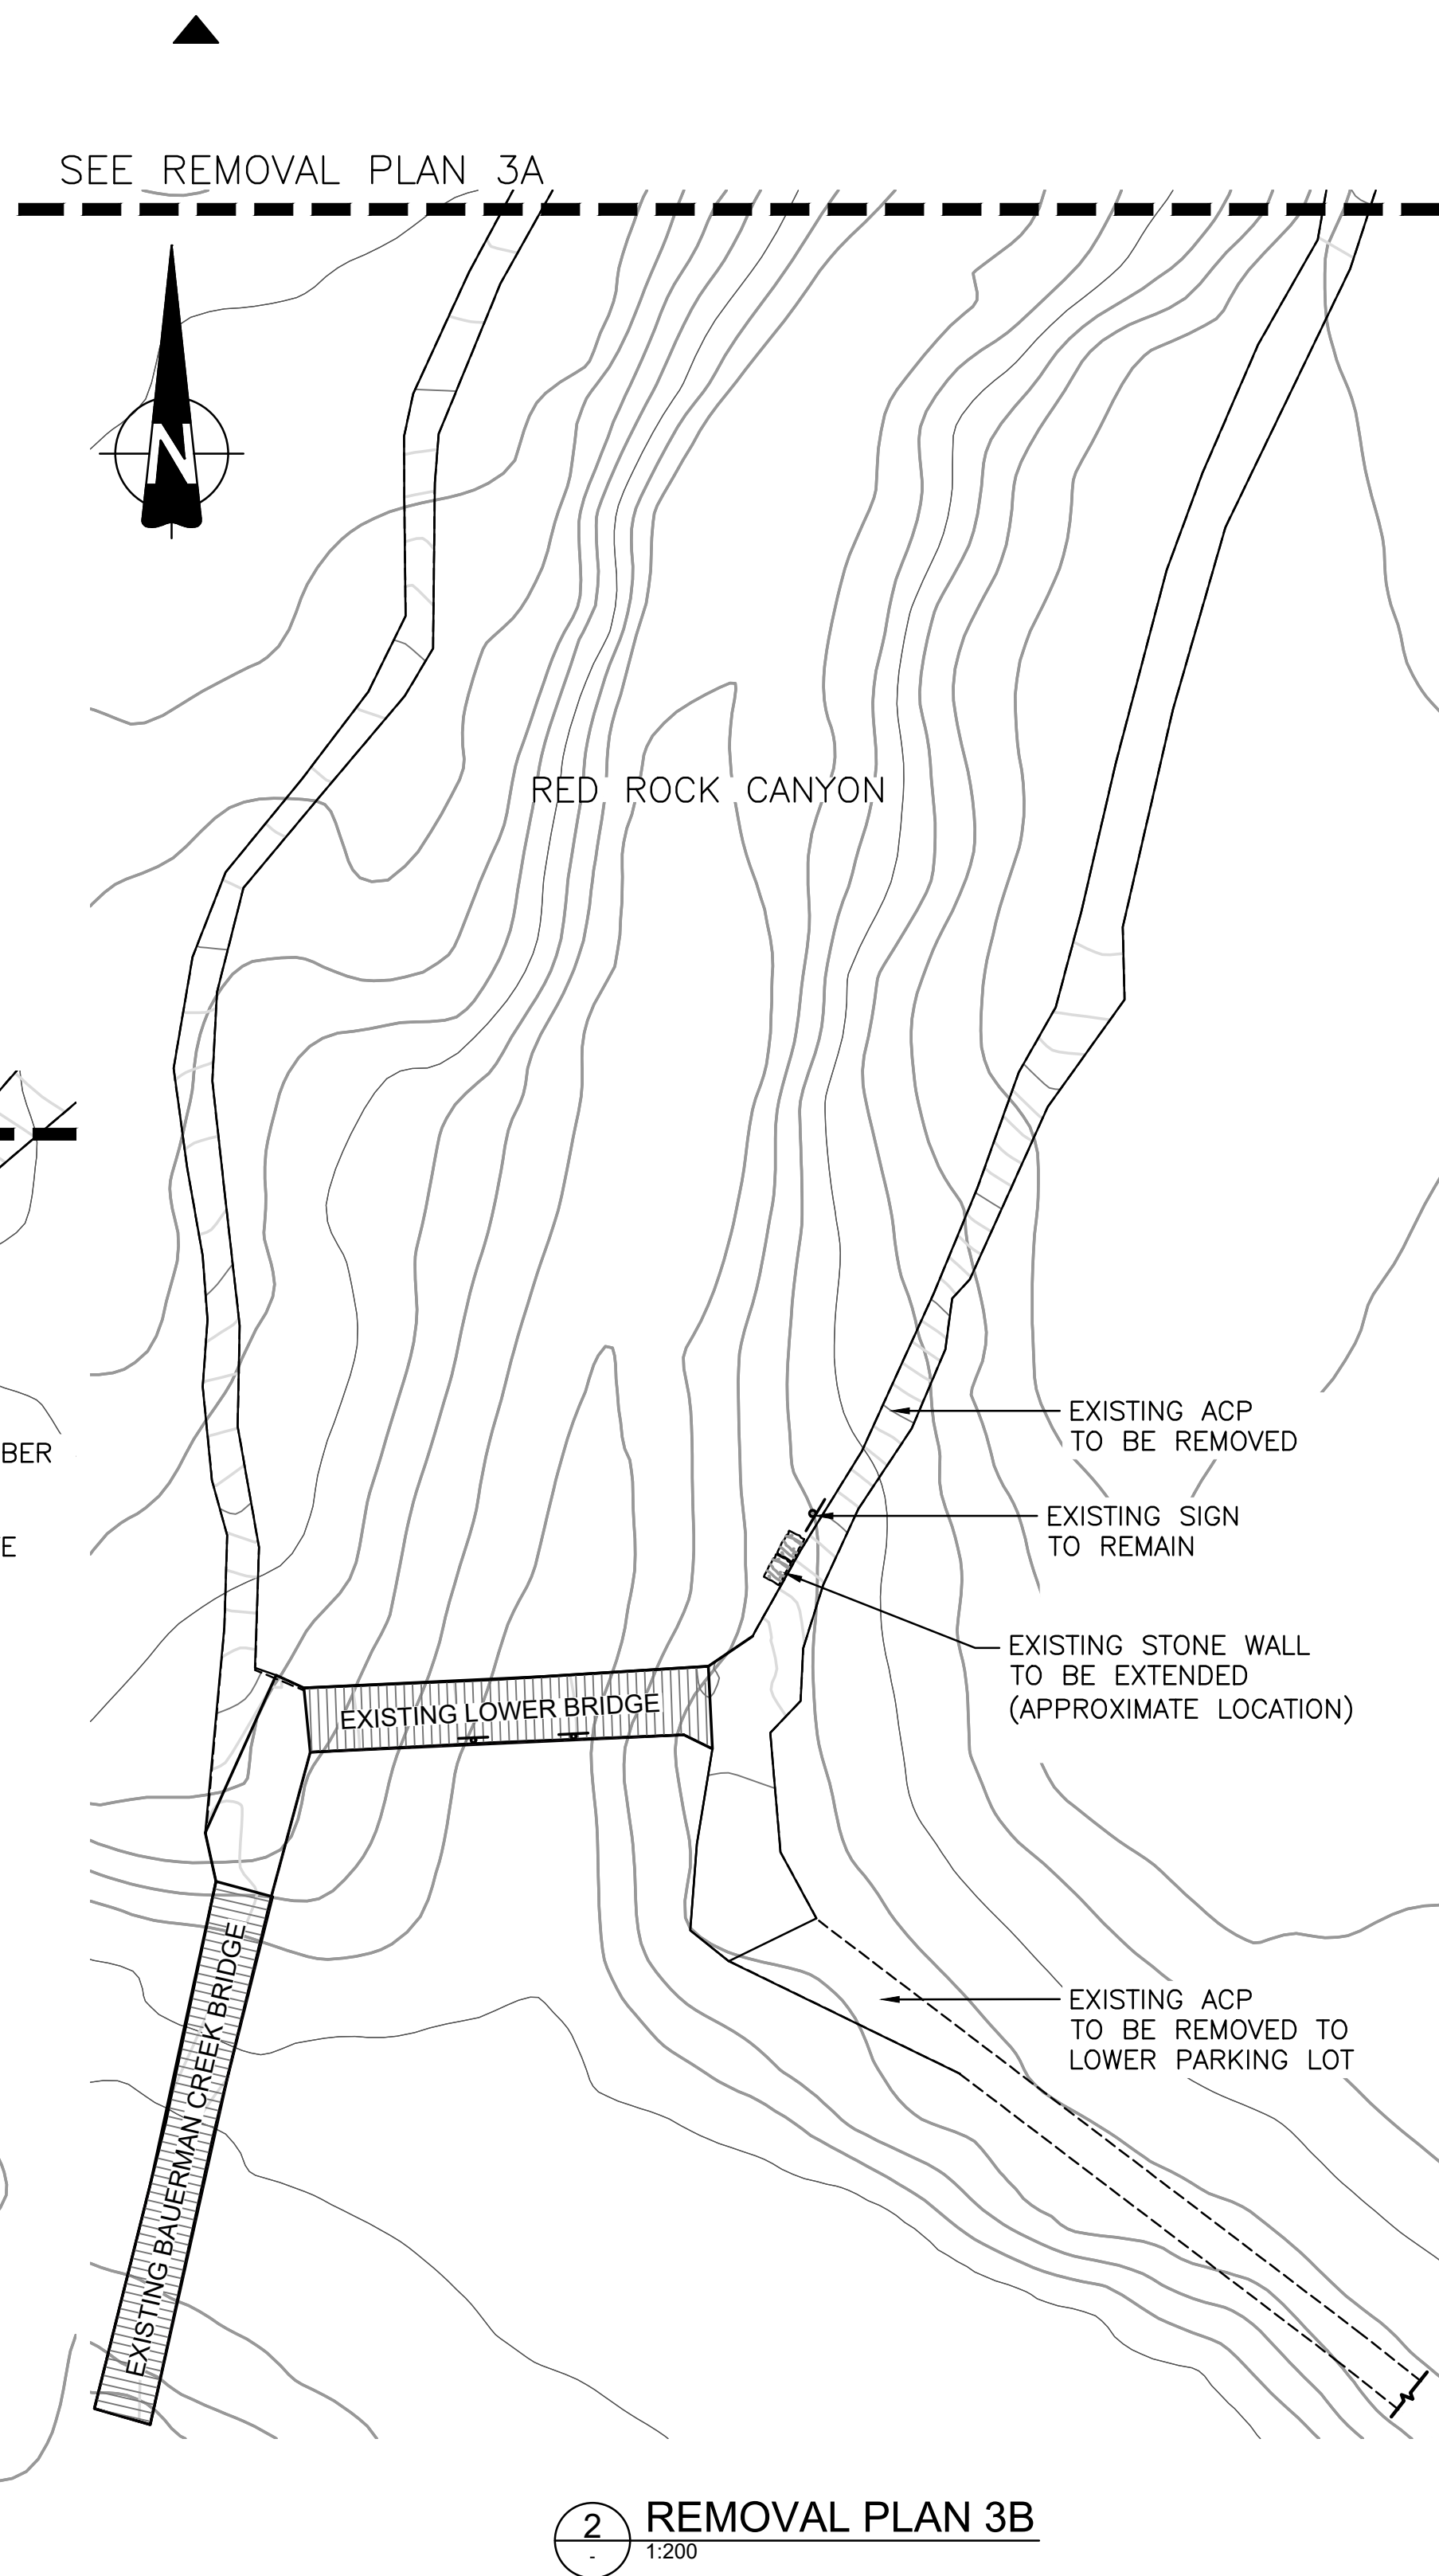 SEE REMOVAL PLAN 3A
N
RED ROCK CANYON
EXISTING ACP
TO BE REMOVED
BER
EXISTING SIGN
TO REMAIN
E
EXISTING STONE WALL
TO BE EXTENDED
(APPROXIMATE LOCATION)
EXISTING LOWER BRIDGE
EXISTING BAUERMAN CREEK BRIDGE
EXISTING ACP
TO BE REMOVED TO
LOWER PARKING LOT
2
-
REMOVAL PLAN 3B
1:200